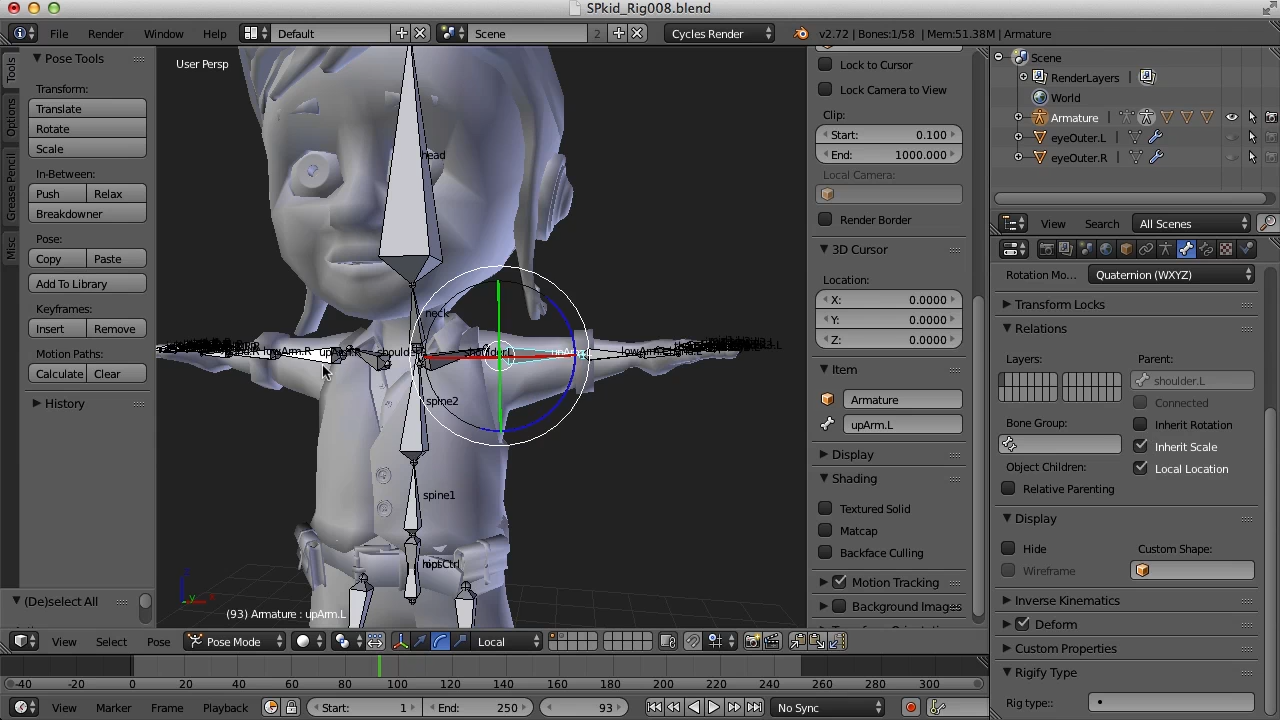 SPkid_Rig008.blend
File Render Window Help Default Scene 2 Cycles Render v2.72 | Bones:1/58 | Mem:51.38M | Armature
Tools
Options
Grease Pencil
Misc
Pose Tools
Transform:
Translate
Rotate
Scale
In-Between:
Push Relax
Breakdowner
Pose:
Copy Paste
Add To Library
Keyframes:
Insert Remove
Motion Paths:
Calculate Clear
History
(De)select All
User Persp
head
neck
lowArm.R upArm.R
lowArm.L
spine2
spine1
(93) Armature : upArm.L
Lock to Cursor
Lock Camera to View
Clip:
Start: 0.100
End: 1000.000
Local Camera:
Render Border
3D Cursor
Location:
X: 0.0000
Y: 0.0000
Z: 0.0000
Item
Armature
upArm.L
Display
Shading
Textured Solid
Matcap
Backface Culling
Motion Tracking
Background Images
Scene
RenderLayers
World
Armature
eyeOuter.L
eyeOuter.R
View Search All Scenes
Rotation Mo... Quaternion (WXYZ)
Transform Locks
Relations
Layers: Parent:
shoulder.L
Connected
Bone Group: Inherit Rotation
Inherit Scale
Object Children: Local Location
Relative Parenting
Display
Hide Custom Shape:
Wireframe
Inverse Kinematics
Deform
Custom Properties
Rigify Type
Rig type::
View Select Pose Pose Mode Local
-40 -20 0 20 40 60 80 100 120 140 160 180 200 220 240 260 280 300
View Marker Frame Playback Start: 1 End: 250 93 No Sync